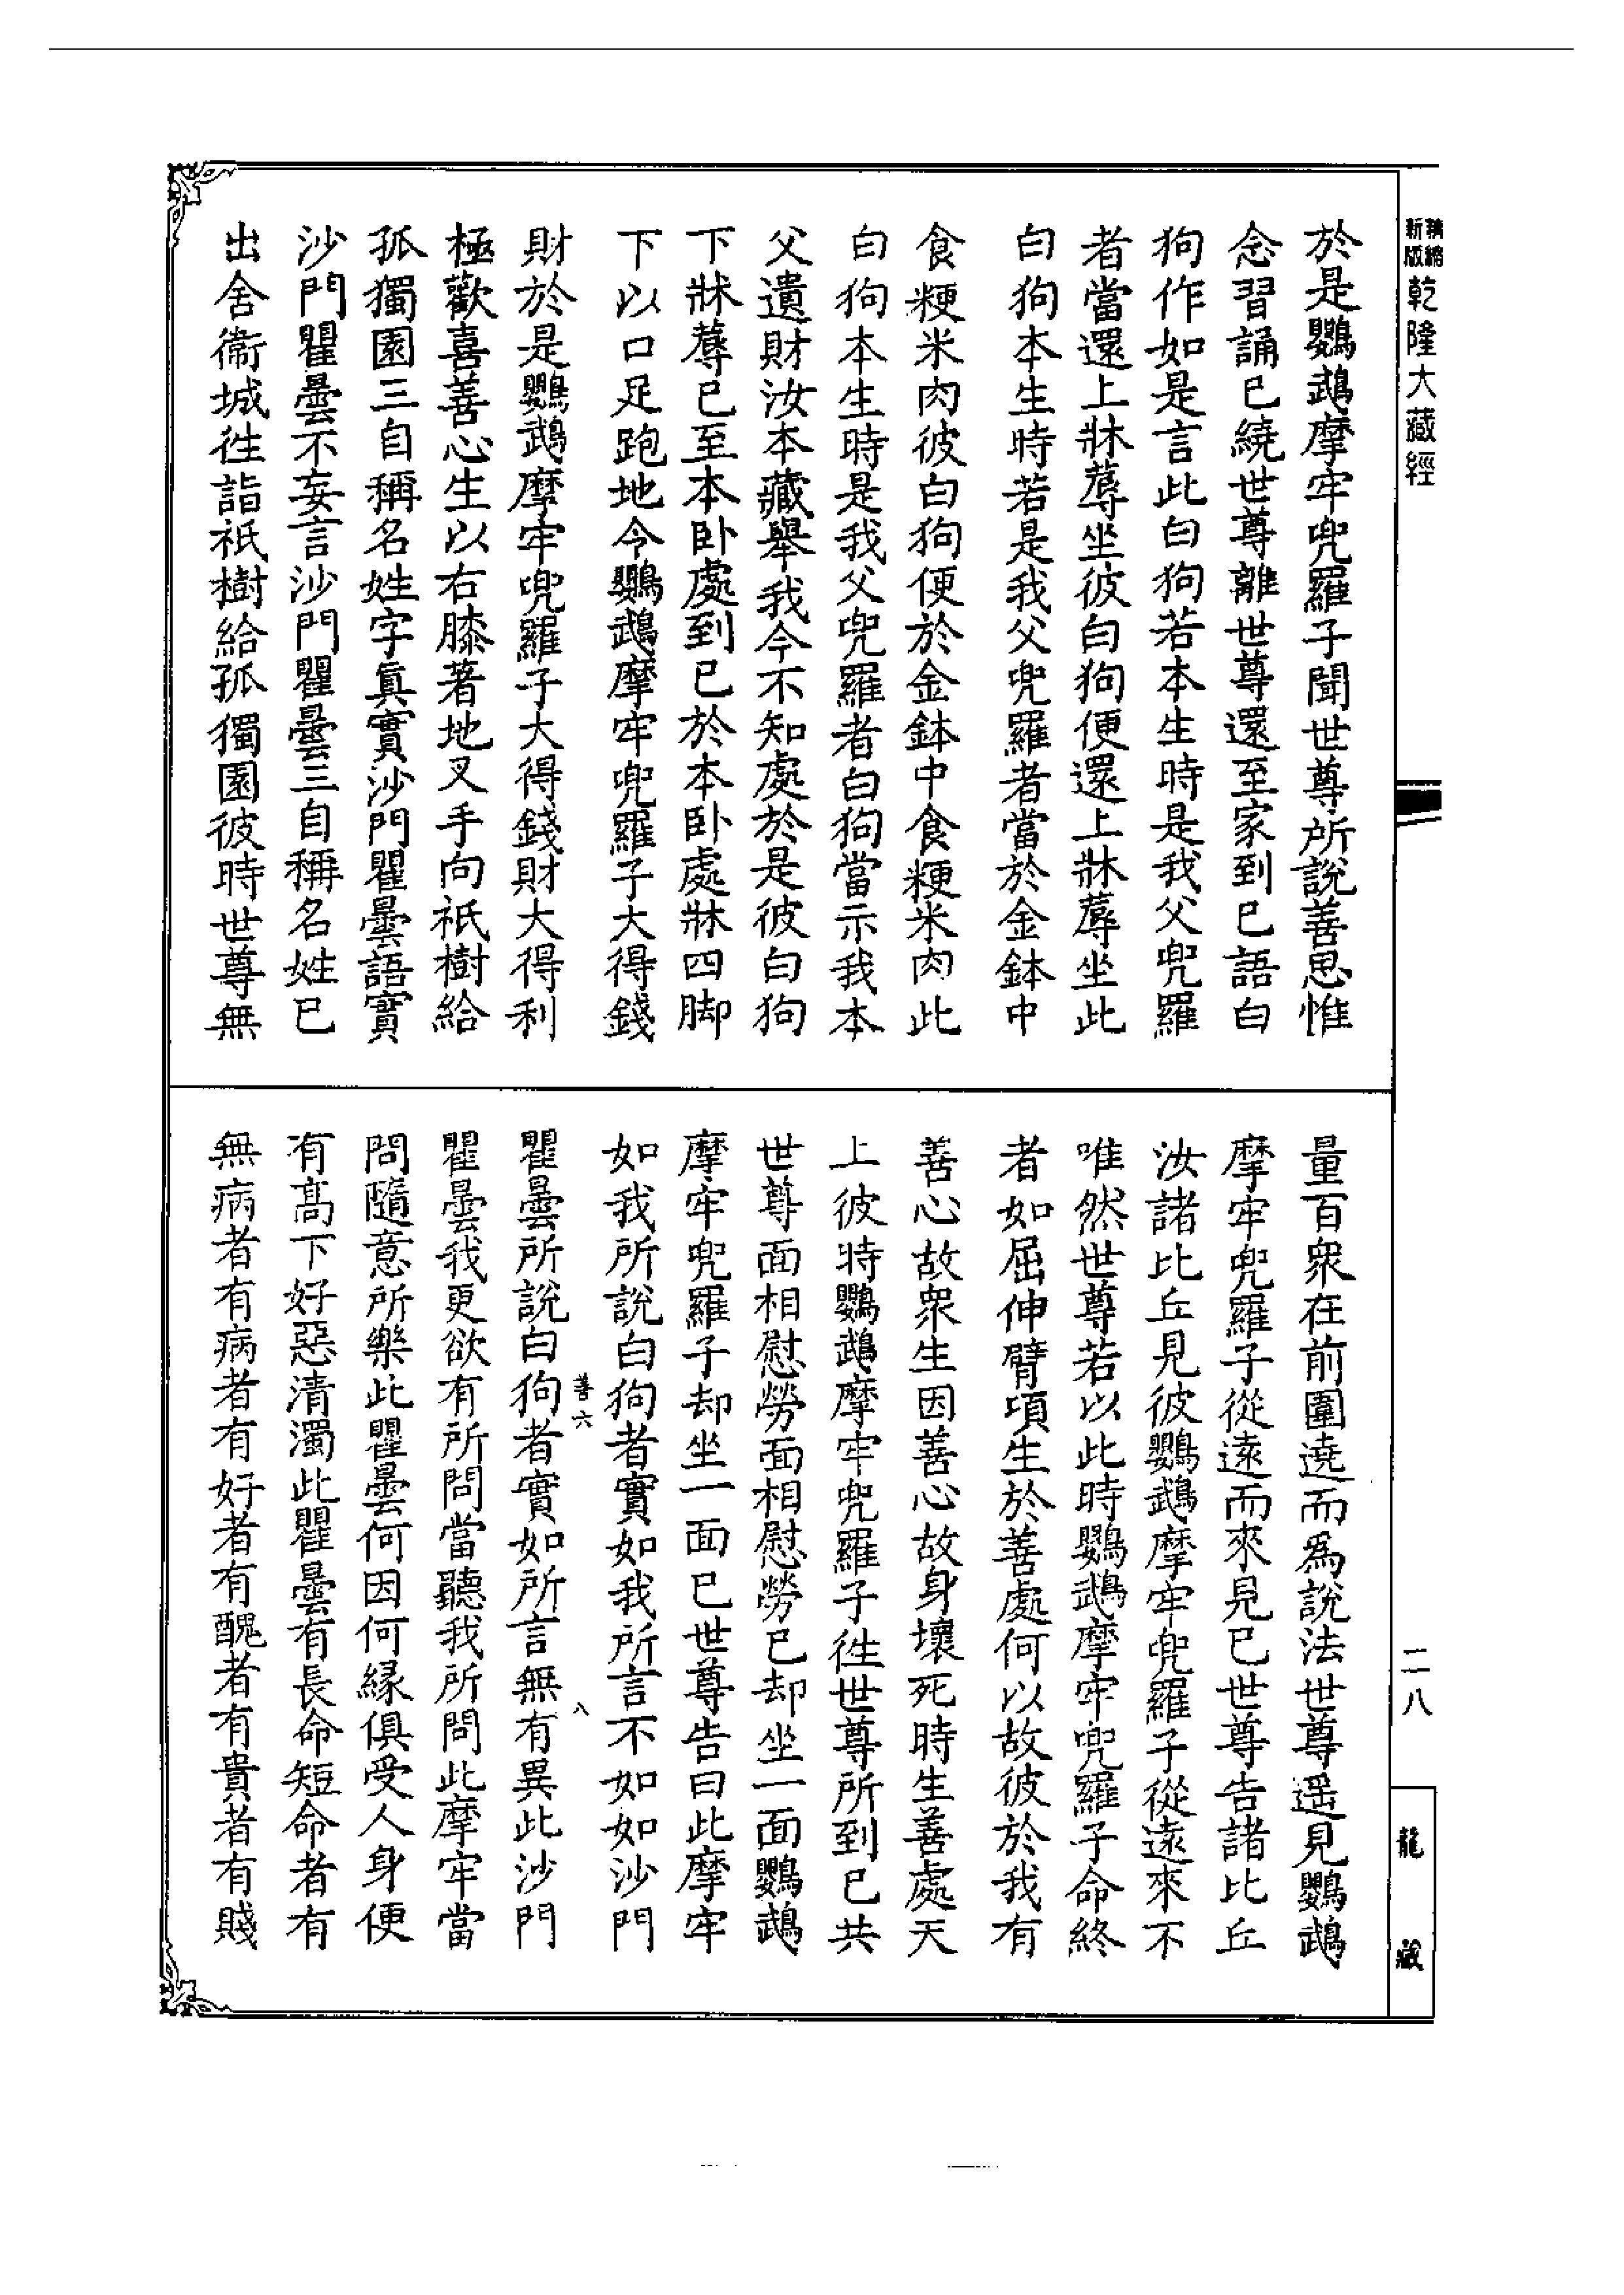 精縮新版乾隆大藏經
於是鸚鵡摩牢兜羅子聞世尊所說善思惟
念習誦已繞世尊離世尊還至家到已語白
狗作如是言此白狗若本生時是我父兜羅
者當還上牀蓐坐彼白狗便還上牀蓐坐此
白狗本生時若是我父兜羅者當於金鉢中
食粳米肉彼白狗便於金鉢中食粳米肉此
白狗本生時是我父兜羅者白狗當示我本
父遺財汝本藏舉我今不知處於是彼白狗
下牀蓐已至本卧處到已於本卧處牀四脚
下以口足跑地令鸚鵡摩牢兜羅子大得錢
財於是鸚鵡摩牢兜羅子大得錢財大得利
極歡喜善心生以右膝著地叉手向祇樹給
孤獨園三自稱名姓字真實沙門瞿曇語實
沙門瞿曇不妄言沙門瞿曇三自稱名姓已
出舍衞城徃詣祇樹給孤獨園彼時世尊無
量百衆在前圍遶而爲說法世尊遥見鸚鵡
摩牢兜羅子從遠而來見已世尊告諸比丘
汝諸比丘見彼鸚鵡摩牢兜羅子從遠來不
唯然世尊若以此時鸚鵡摩牢兜羅子命終
者如屈伸臂項生於善處何以故彼於我有
善心故衆生因善心故身壞死時生善處天
上彼時鸚鵡摩牢兜羅子徃世尊所到已共
世尊面相慰勞面相慰勞已却坐一面鸚鵡
摩牢兜羅子却坐一面已世尊告曰此摩牢
如我所說白狗者實如我所言不如如沙門
善六 八
瞿曇所說白狗者實如所言無有異此沙門
瞿曇我更欲有所問當聽我所問此摩牢當
問隨意所樂此瞿曇何因何緣俱受人身便
有髙下好惡清濁此瞿曇有長命短命者有
無病者有病者有好者有醜者有貴者有賤
二八
龍藏